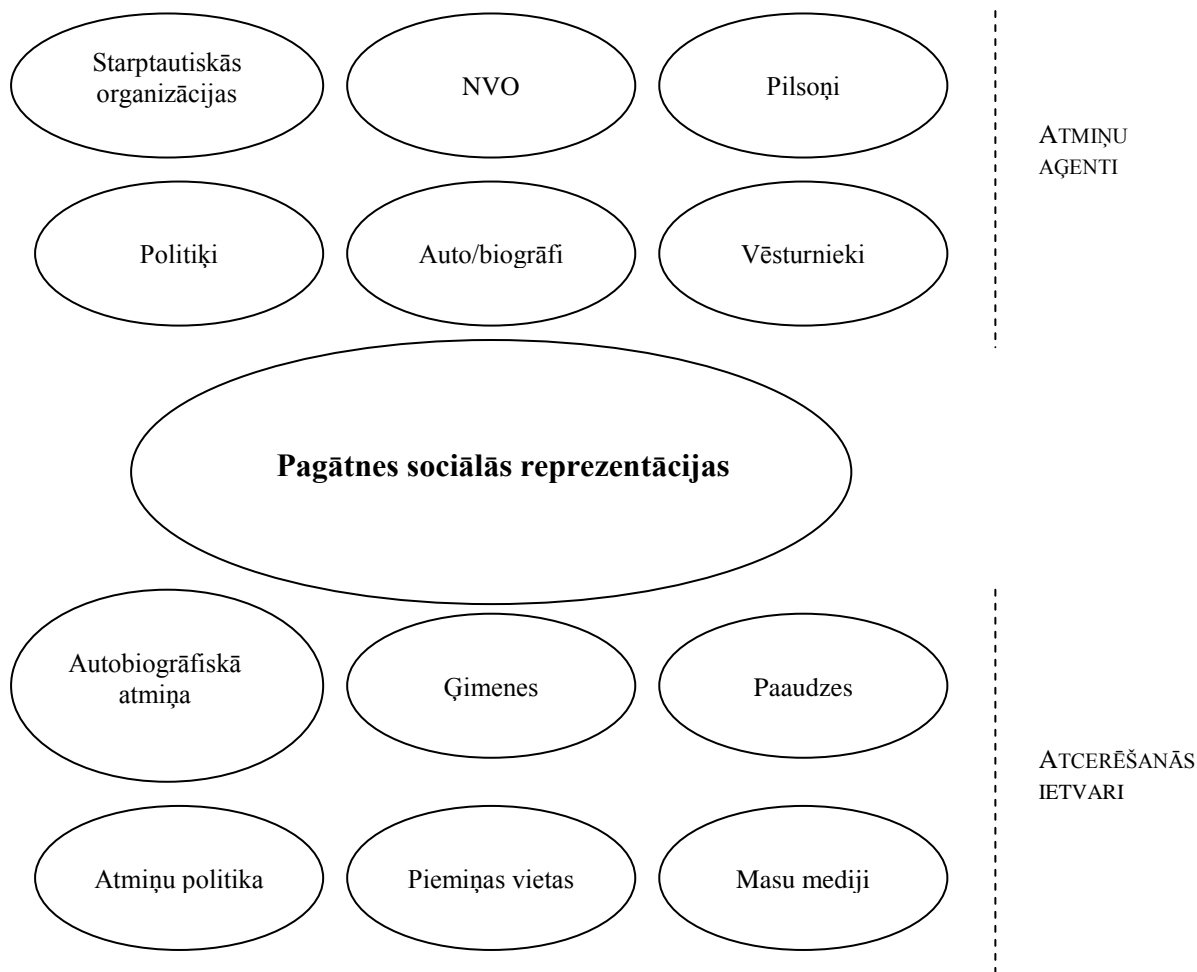 Starptautiskās
organizācijas
NVO
Pilsoņi
ATMIŅU
AĢENTI
Politiķi
Auto/biogrāfi
Vēsturnieki
Pagātnes sociālās reprezentācijas
Autobiogrāfiskā
atmiņa
Ģimenes
Paaudzes
ATCERĒŠANĀS
IETVARI
Atmiņu politika
Piemiņas vietas
Masu mediji